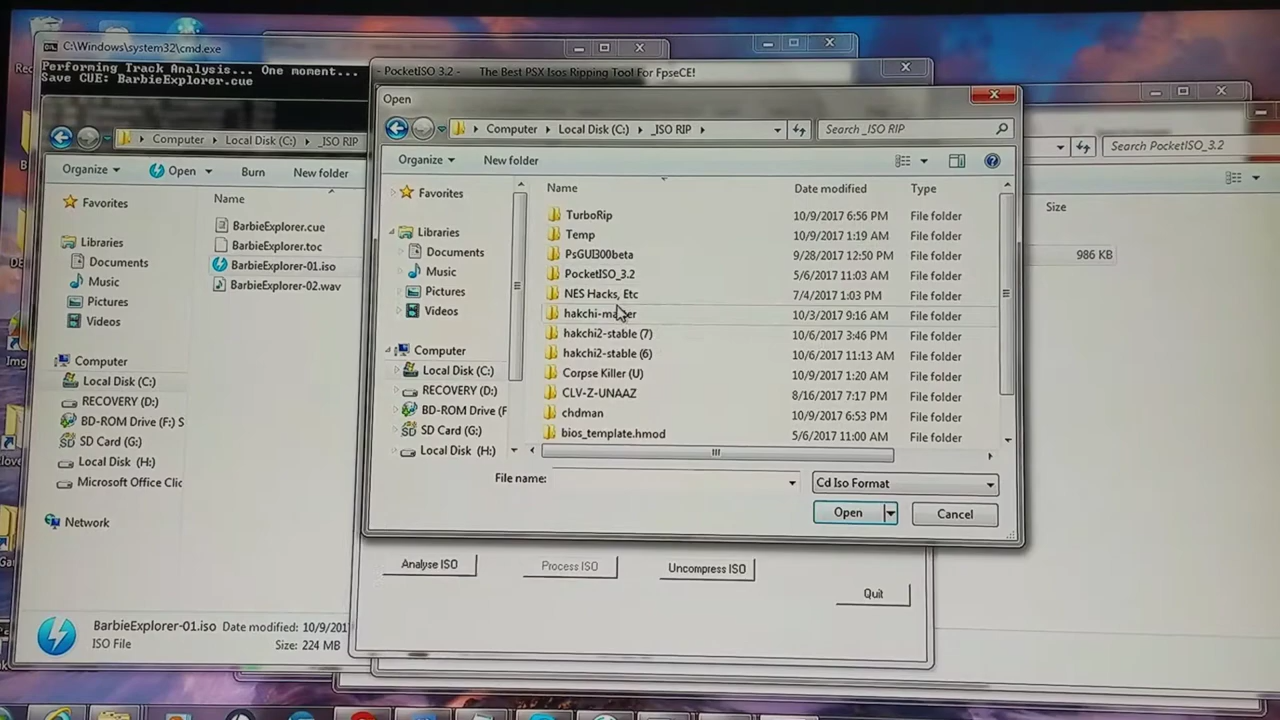 C:\Windows\system32\cmd.exe
Performing Track Analysis... One moment...
Save CUE: BarbieExplorer.cue
- PocketISO 3.2 - The Best PSX Isos Ripping Tool For FpseCE!
Open
Computer Local Disk (C:) _ISO RIP
Search _ISO RIP
Organize New folder
Name Date modified Type
Favorites
Libraries
Documents
Music
Pictures
Videos
Computer
Local Disk (C:)
RECOVERY (D:)
BD-ROM Drive (F
SD Card (G:)
Local Disk (H:)
TurboRip 10/9/2017 6:56 PM File folder
Temp 10/9/2017 1:19 AM File folder
PsGUI300beta 9/28/2017 12:50 PM File folder
PocketISO_3.2 5/6/2017 11:03 AM File folder
NES Hacks, Etc 7/4/2017 1:03 PM File folder
10/3/2017 9:16 AM File folder
hakchi2-stable (7) 10/6/2017 3:46 PM File folder
hakchi2-stable (6) 10/6/2017 11:13 AM File folder
Corpse Killer (U) 10/9/2017 1:20 AM File folder
CLV-Z-UNAAZ 8/16/2017 7:17 PM File folder
chdman 10/9/2017 6:53 PM File folder
bios_template.hmod 5/6/2017 11:00 AM File folder
File name:
Cd Iso Format
Open Cancel
Analyse ISO Process ISO Uncompress ISO
Quit
Computer Local Disk (C:) _ISO RIP
Organize Open Burn New folder
Name
Favorites
Libraries
Documents
Music
Pictures
Videos
Computer
Local Disk (C:)
RECOVERY (D:)
BD-ROM Drive (F:) S
SD Card (G:)
Local Disk (H:)
Microsoft Office Clic
Network
BarbieExplorer.cue
BarbieExplorer.toc
BarbieExplorer-01.iso
BarbieExplorer-02.wav
BarbieExplorer-01.iso Date modified: 10/9/201
ISO File Size: 224 MB
Search PocketISO_3.2
Size
986 KB